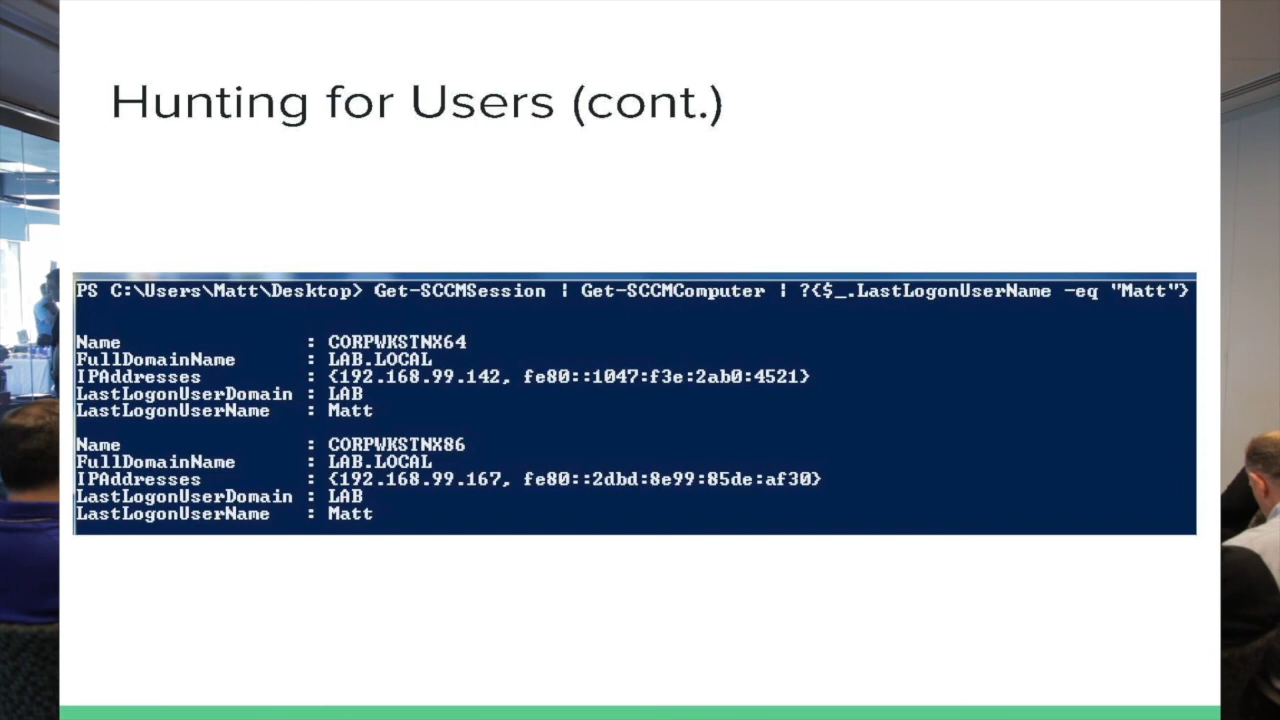 Hunting for Users (cont.)
PS C:\Users\Matt\Desktop> Get-SCCMSession | Get-SCCMComputer | ?{$_.LastLogonUserName -eq "Matt"}
Name : CORPWKSTNX64
FullDomainName : LAB.LOCAL
IPAddresses : {192.168.99.142, fe80::1047:f3e:2ab0:4521}
LastLogonUserDomain : LAB
LastLogonUserName : Matt
Name : CORPWKSTNX86
FullDomainName : LAB.LOCAL
IPAddresses : {192.168.99.167, fe80::2dbd:8e99:85de:af30}
LastLogonUserDomain : LAB
LastLogonUserName : Matt